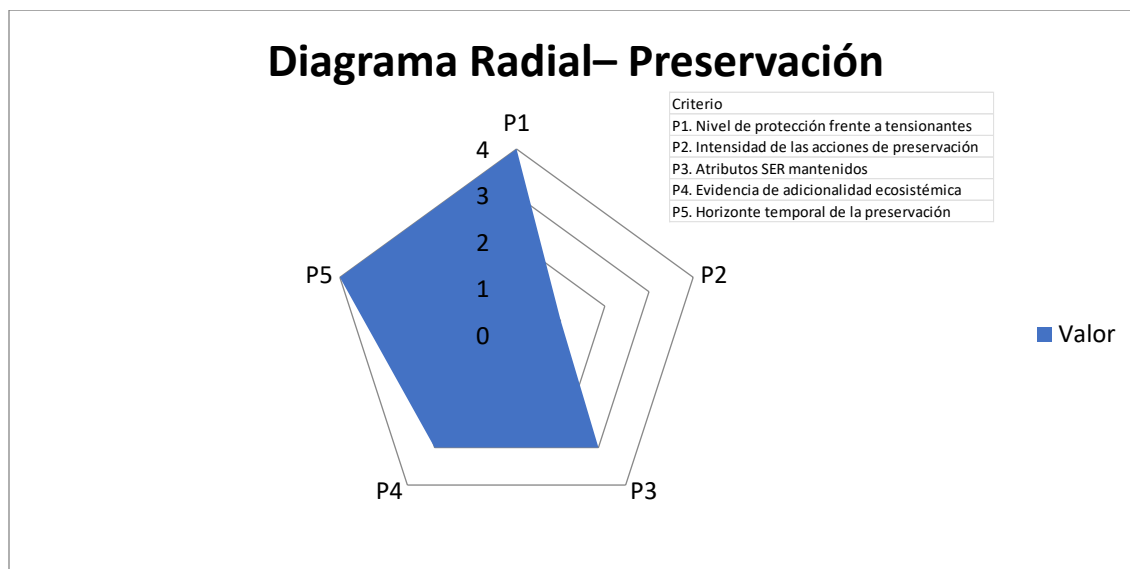 Diagrama Radial– Preservación
Criterio
P1. Nivel de protección frente a tensionantes
P2. Intensidad de las acciones de preservación
P3. Atributos SER mantenidos
P4. Evidencia de adicionalidad ecosistémica
P5. Horizonte temporal de la preservación
P1
4
3
2
1
0
P5
P2
P4
P3
Valor